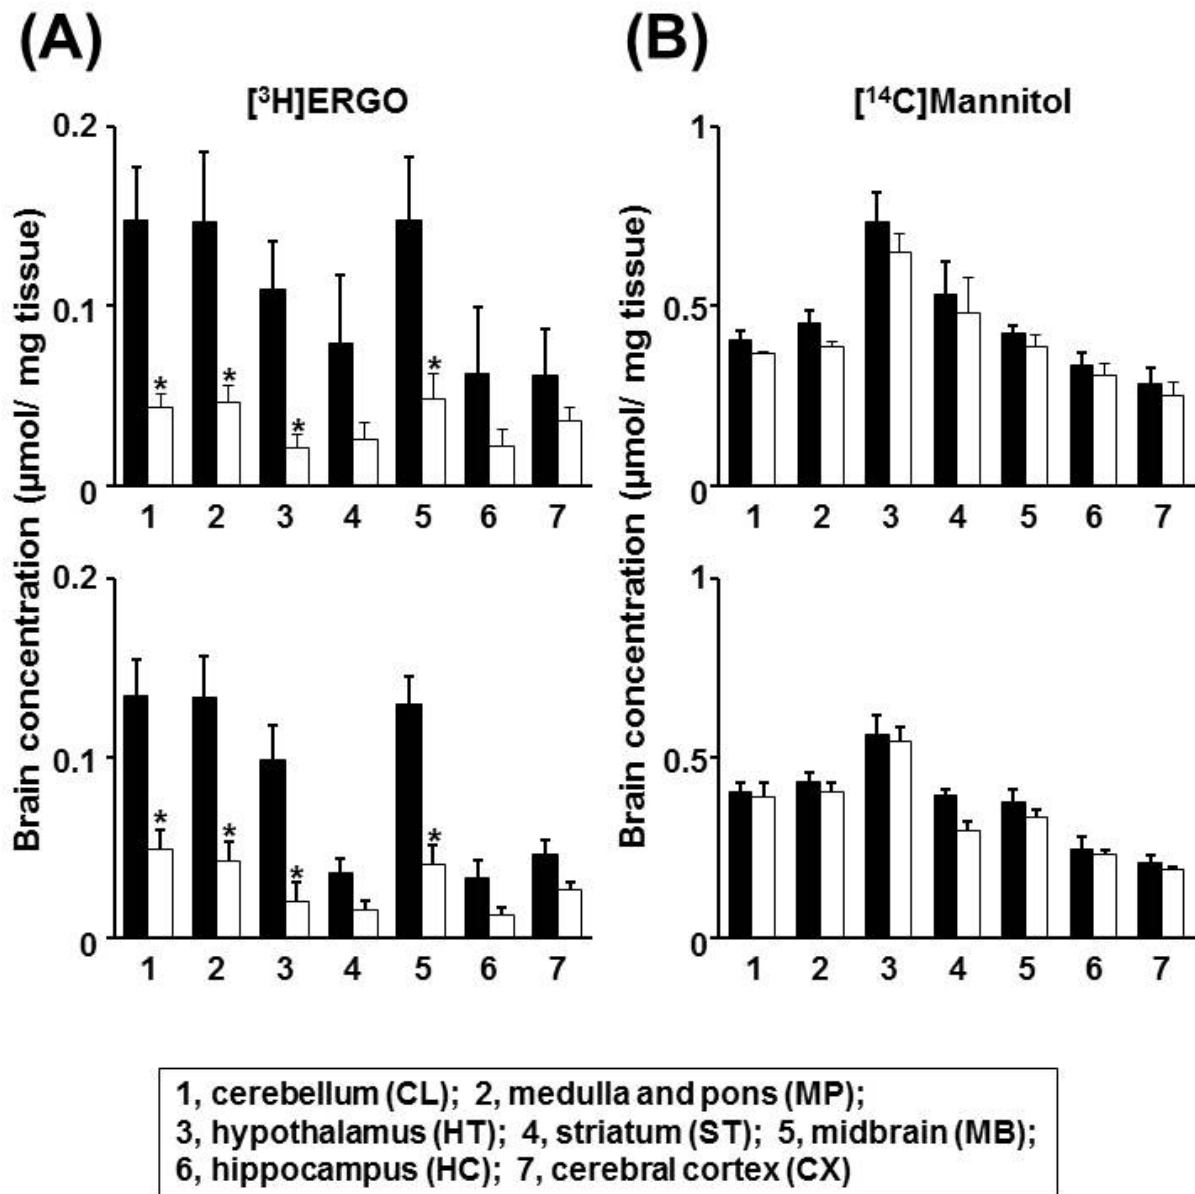 (A)
(B)
[³H]ERGO
[¹⁴C]Mannitol
Brain concentration (µmol/ mg tissue)
0.2
0.1
0
* * * *
1 2 3 4 5 6 7
Brain concentration (µmol/ mg tissue)
1
0.5
0
1 2 3 4 5 6 7
0.2
0.1
0
* * * *
1 2 3 4 5 6 7
1
0.5
0
1 2 3 4 5 6 7
1, cerebellum (CL); 2, medulla and pons (MP);
3, hypothalamus (HT); 4, striatum (ST); 5, midbrain (MB);
6, hippocampus (HC); 7, cerebral cortex (CX)